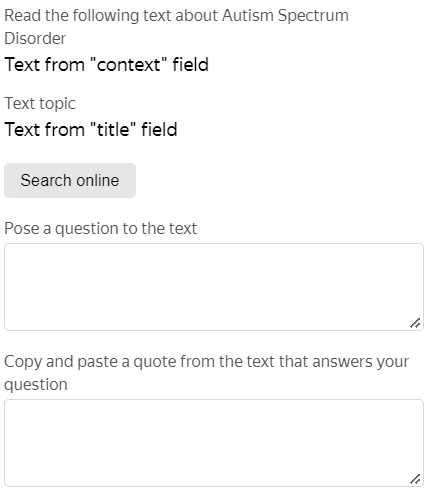 Read the following text about Autism Spectrum
Disorder
Text from "context" field
Text topic
Text from "title" field
Search online
Pose a question to the text
Copy and paste a quote from the text that answers your
question